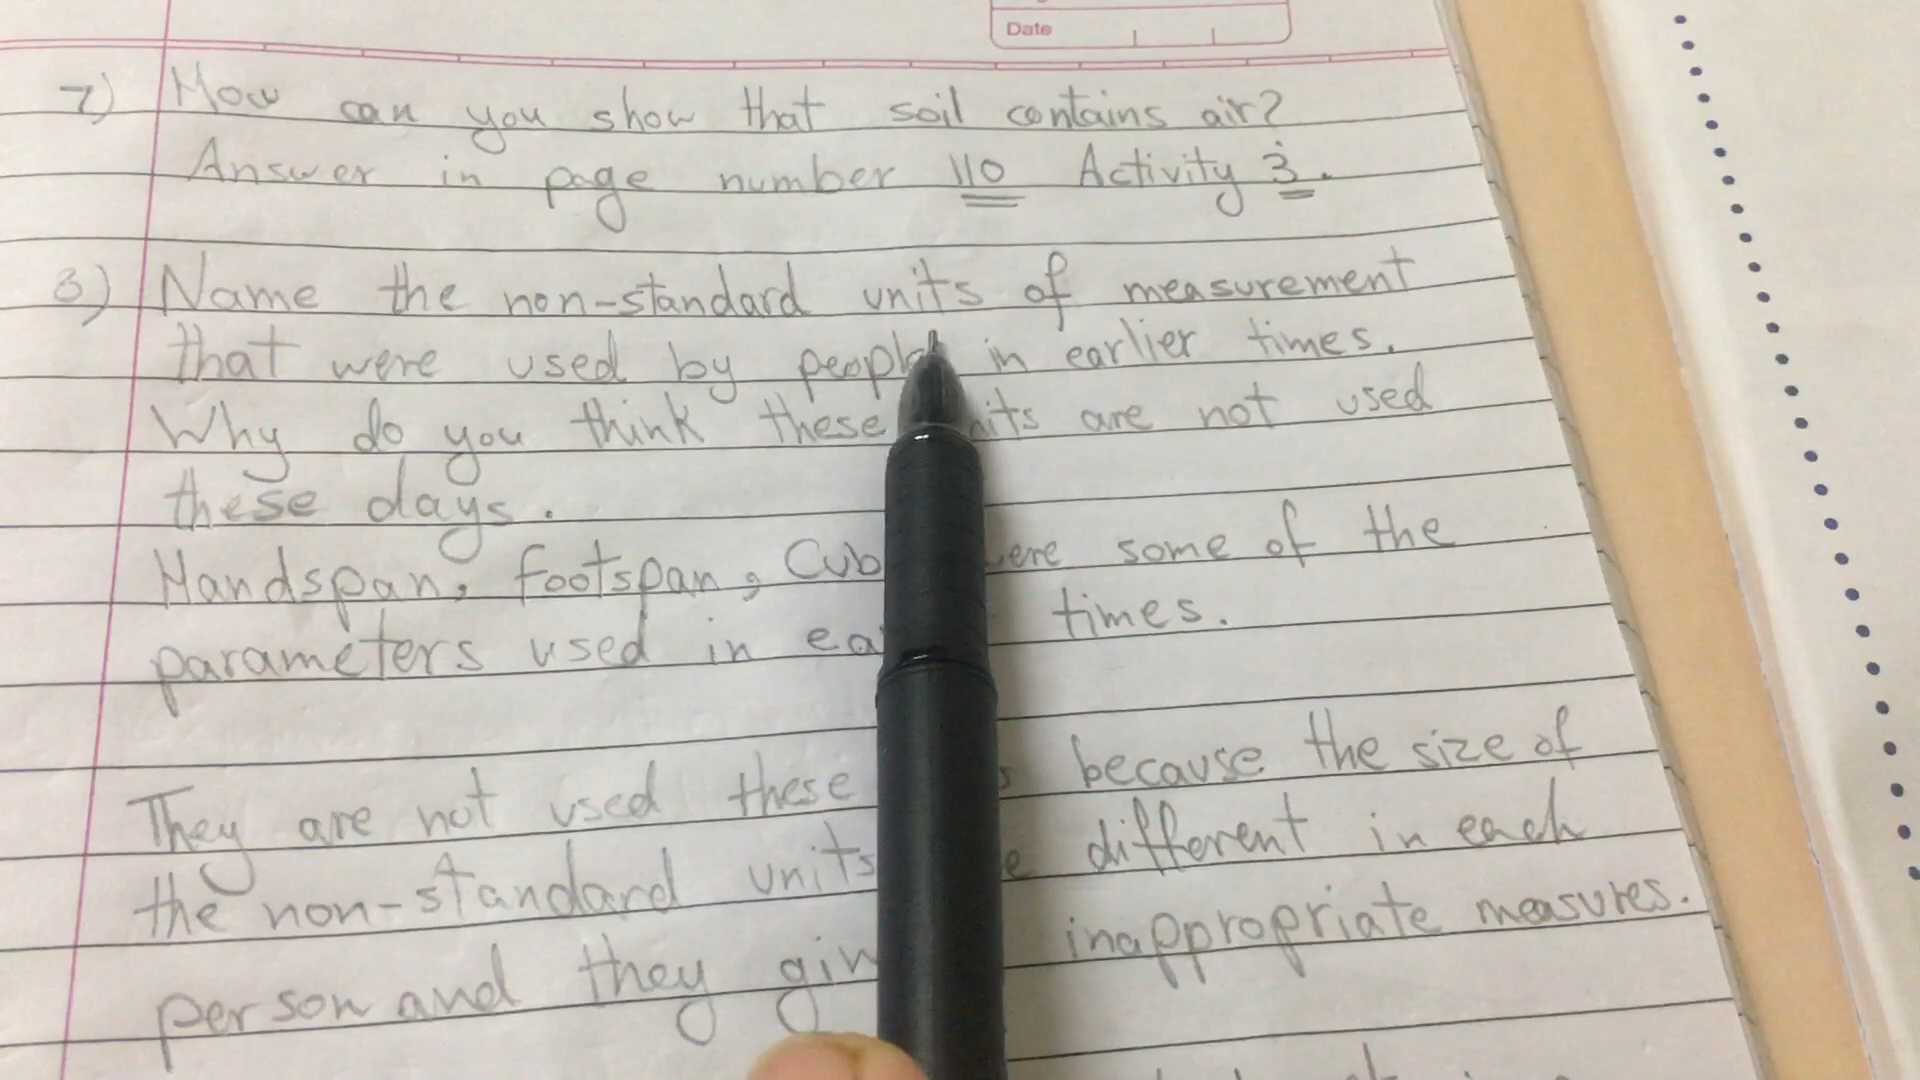 Date
7) How can you show that soil contains air?
Answer in page number 110 Activity 3.
8) Name the non-standard units of measurement
that were used by people in earlier times.
Why do you think these units are not used
these days.
Handspan, footspan, Cub were some of the
parameters used in ea times.
They are not used these because the size of
the non-standard units different in each
person and they inappropriate measures.